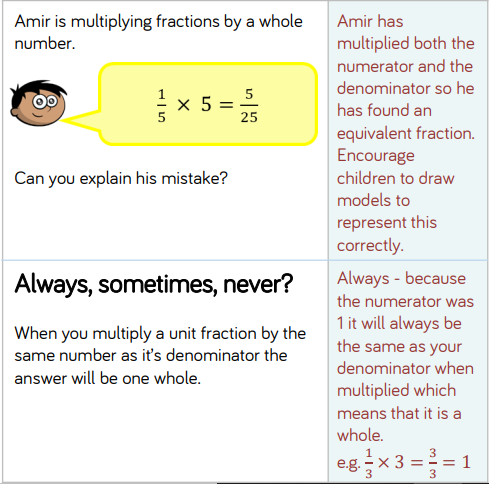 Amir is multiplying fractions by a whole
number.
1/5 × 5 = 5/25
Can you explain his mistake?
Amir has
multiplied both the
numerator and the
denominator so he
has found an
equivalent fraction.
Encourage
children to draw
models to
represent this
correctly.
Always, sometimes, never?
When you multiply a unit fraction by the
same number as it's denominator the
answer will be one whole.
Always - because
the numerator was
1 it will always be
the same as your
denominator when
multiplied which
means that it is a
whole.
e.g. 1/3 × 3 = 3/3 = 1